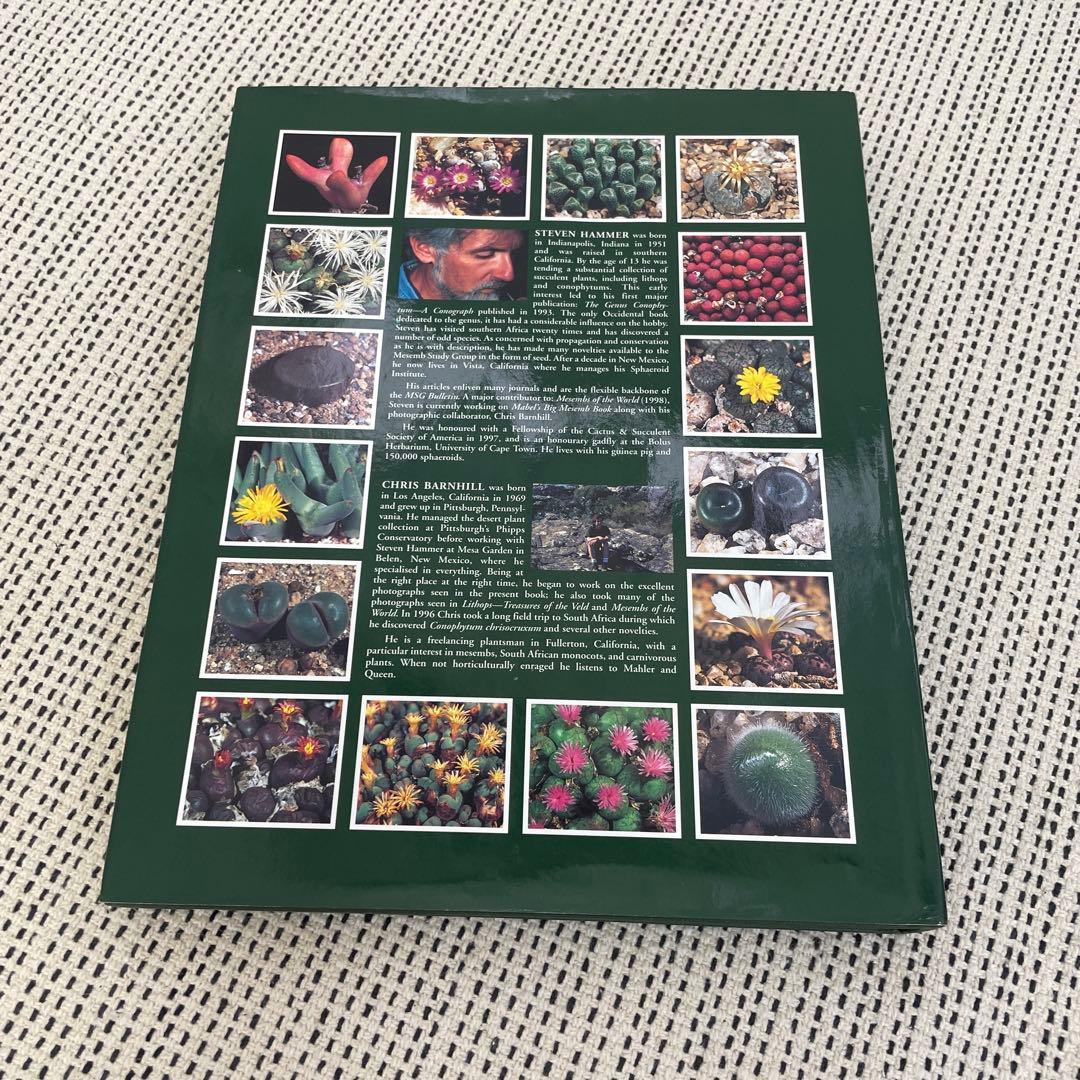 STEVEN HAMMER was born
in Indianapolis, Indiana in 1951
and was raised in southern
California. By the age of 13 he was
tending a substantial collection of
succulent plants, including lithops
and conophytums. This early
interest led to his first major
publication: The Genus Conophy-
tum—A Conograph published in 1993. The only Occidental book
dedicated to the genus, it has had a considerable influence on the hobby.
Steven has visited southern Africa twenty times and has discovered a
number of odd species. As concerned with propagation and conservation
as he is with description, he has made many novelties available to the
Mesemb Study Group in the form of seed. After a decade in New Mexico,
he now lives in Vista, California where he manages his Sphaeroid
Institute.
His articles enliven many journals and are the flexible backbone of
the MSG Bulletin. A major contributor to Mesembs of the World (1998),
Steven is currently working on Mabel's Big Mesemb Book along with his
photographic collaborator, Chris Barnhill.
He was honoured with a Fellowship of the Cactus & Succulent
Society of America in 1997, and is an honourary gadfly at the Bolus
Herbarium, University of Cape Town. He lives with his guinea pig and
150,000 sphaeroids.
CHRIS BARNHILL was born
in Los Angeles, California in 1969
and grew up in Pittsburgh, Pennsyl-
vania. He managed the desert plant
collection at Pittsburgh's Phipps
Conservatory before working with
Steven Hammer at Mesa Garden in
Belen, New Mexico, where he
specialised in everything. Being at
the right place at the right time, he began to work on the excellent
photographs seen in the present book; he also took many of the
photographs seen in Lithops—Treasures of the Veld and Mesembs of the
World. In 1996 Chris took a long field trip to South Africa during which
he discovered Conophytum chrisocruxum and several other novelties.
He is a freelancing plantsman in Fullerton, California, with a
particular interest in mesembs, South African monocots, and carnivorous
plants. When not horticulturally enraged he listens to Mahler and
Queen.